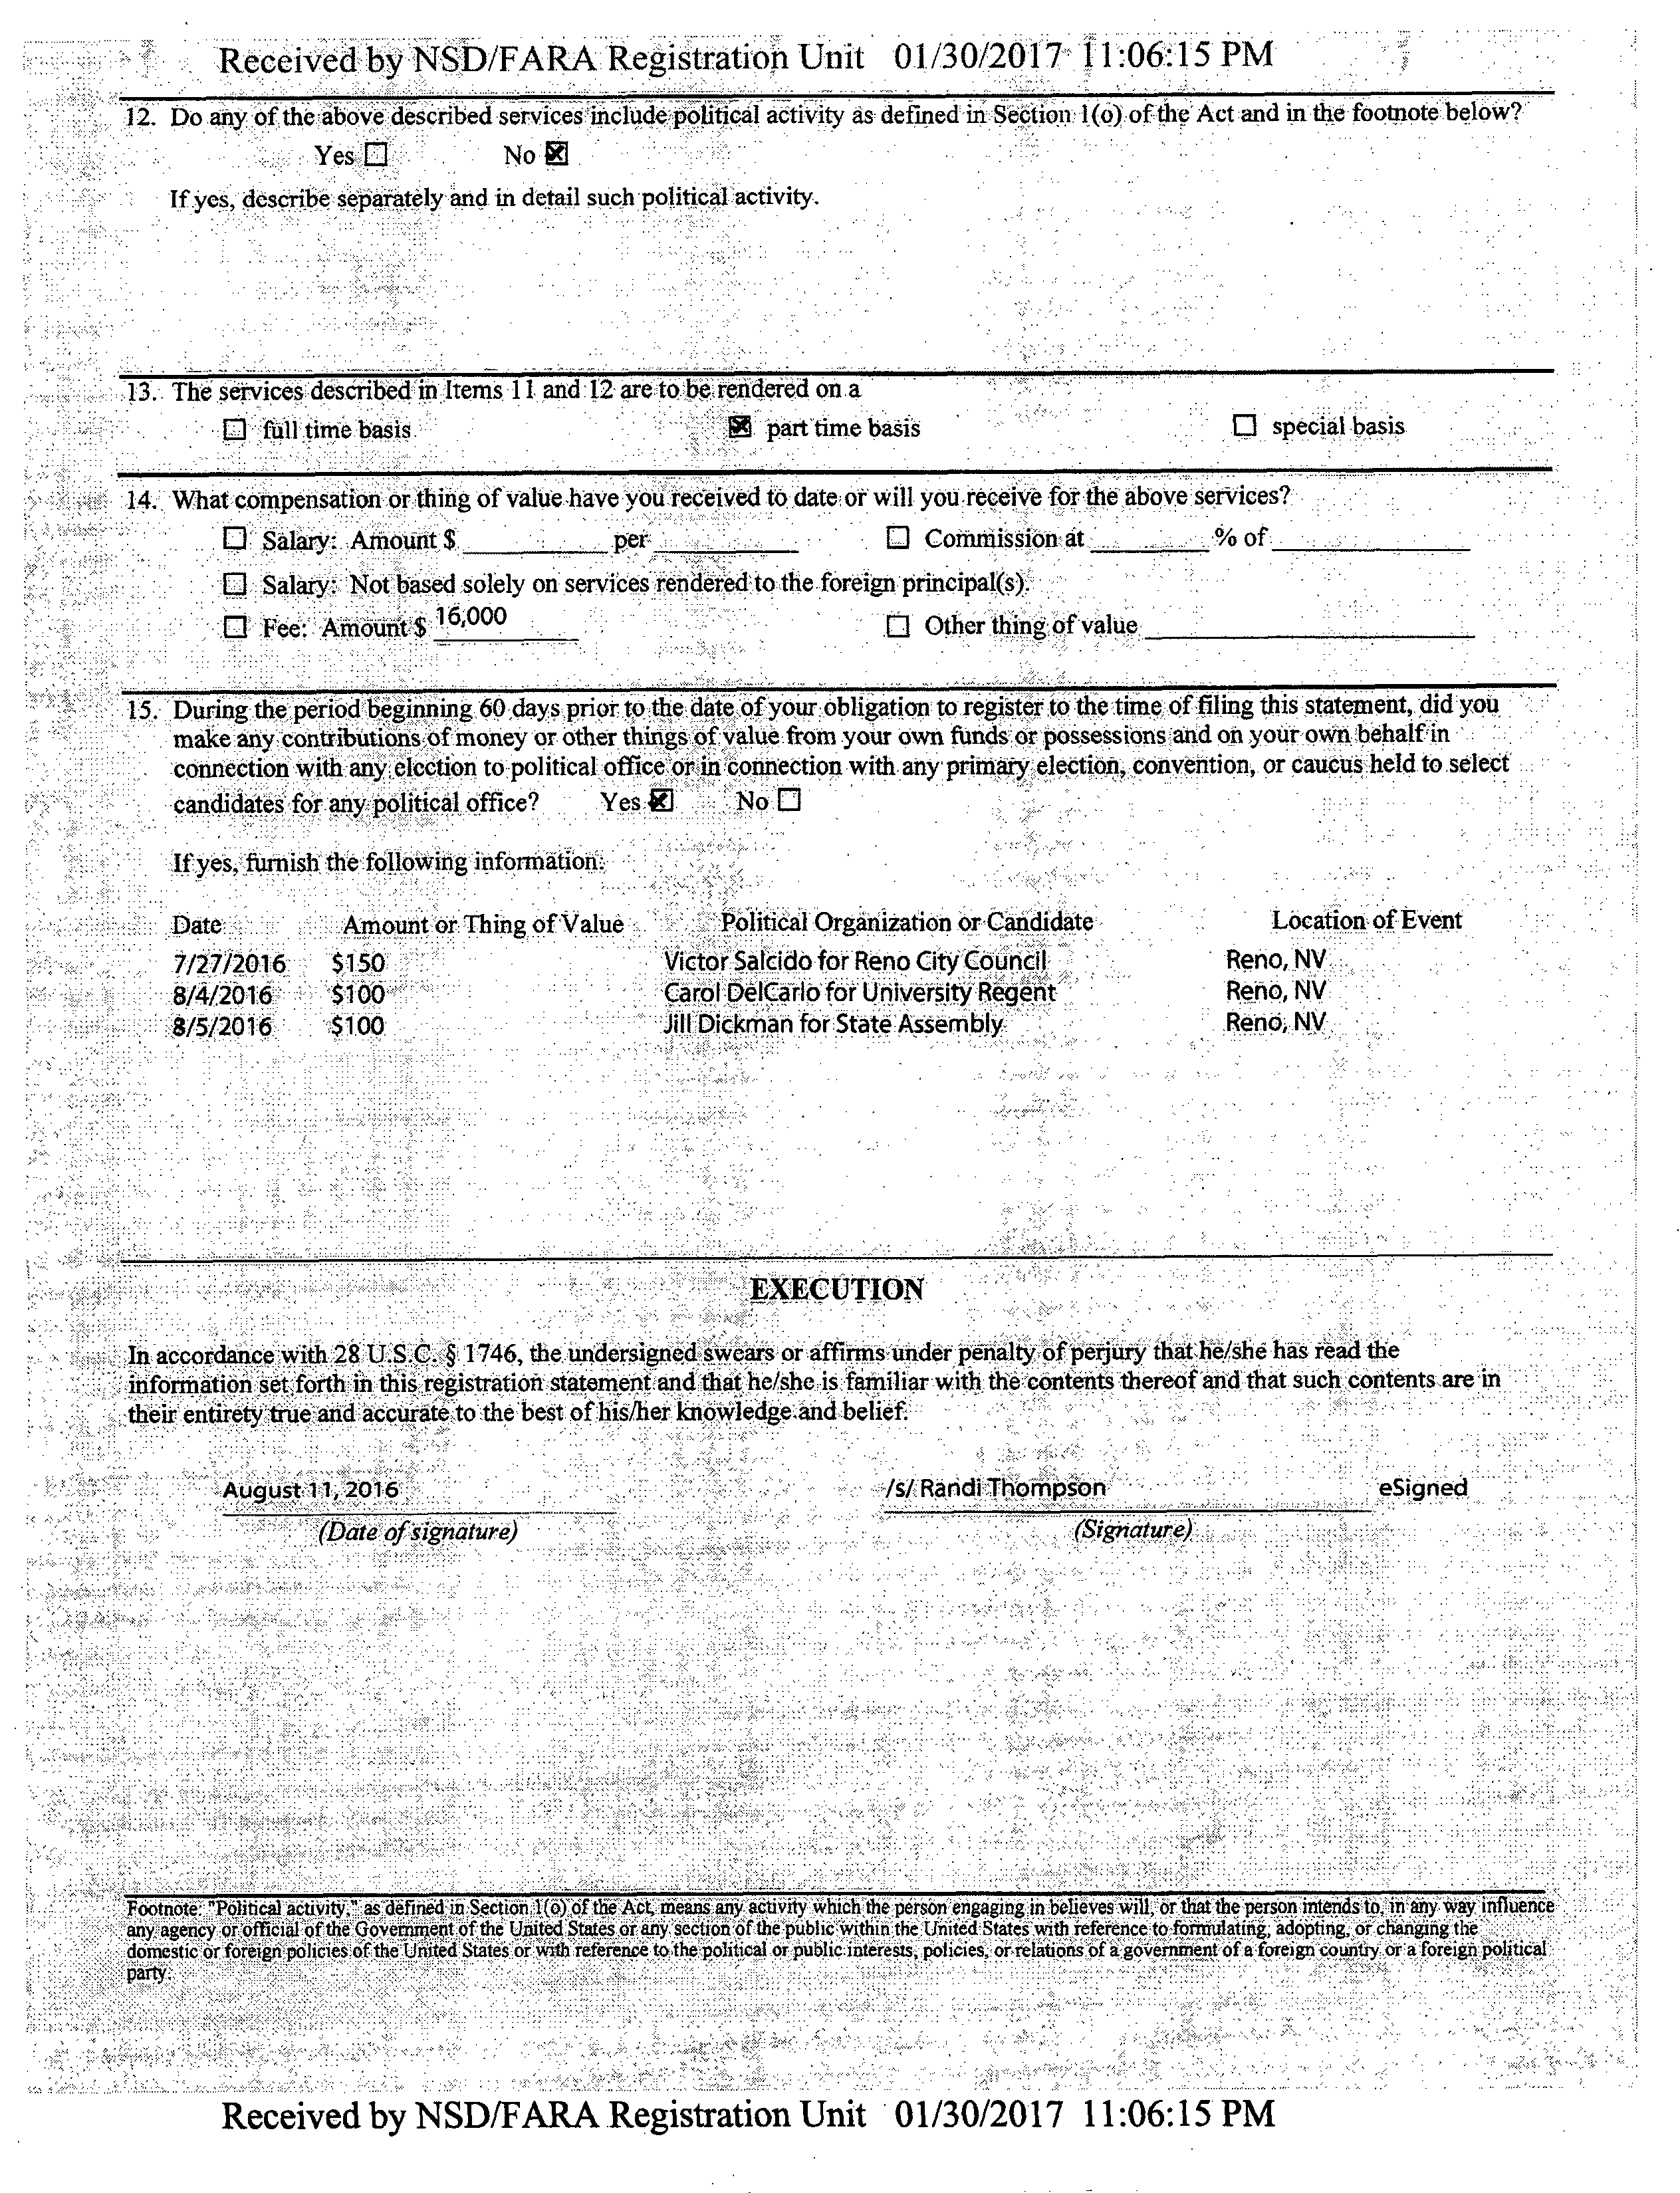 Received by NSD/FARA Registration Unit 01/30/2017 11:06:15 PM
12. Do any of the above described services include political activity as defined in Section 1(o) of the Act and in the footnote below?
Yes ☐ No ☒
If yes, describe separately and in detail such political activity.
13. The services described in Items 11 and 12 are to be rendered on a
☐ full time basis ☒ part time basis ☐ special basis
14. What compensation or thing of value have you received to date or will you receive for the above services?
☐ Salary: Amount $ ________ per ________ ☐ Commission at ________ % of ________
☐ Salary: Not based solely on services rendered to the foreign principal(s).
☐ Fee: Amount $ 16,000 ☐ Other thing of value ________
15. During the period beginning 60 days prior to the date of your obligation to register to the time of filing this statement, did you
make any contributions of money or other things of value from your own funds or possessions and on your own behalf in
connection with any election to political office or in connection with any primary election, convention, or caucus held to select
candidates for any political office? Yes ☒ No ☐
If yes, furnish the following information:
Date Amount or Thing of Value Political Organization or Candidate Location of Event
7/27/2016 $150 Victor Salcido for Reno City Council Reno, NV
8/4/2016 $100 Carol DelCarlo for University Regent Reno, NV
8/5/2016 $100 Jill Dickman for State Assembly Reno, NV
EXECUTION
In accordance with 28 U.S.C. § 1746, the undersigned swears or affirms under penalty of perjury that he/she has read the
information set forth in this registration statement and that he/she is familiar with the contents thereof and that such contents are in
their entirety true and accurate to the best of his/her knowledge and belief.
August 11, 2016 /s/ Randi Thompson eSigned
(Date of signature) (Signature)
Footnote: "Political activity," as defined in Section 1(o) of the Act, means any activity which the person engaging in believes will, or that the person intends to, in any way influence
any agency or official of the Government of the United States or any section of the public within the United States with reference to formulating, adopting, or changing the
domestic or foreign policies of the United States or with reference to the political or public interests, policies, or relations of a government of a foreign country or a foreign political
party.
Received by NSD/FARA Registration Unit 01/30/2017 11:06:15 PM